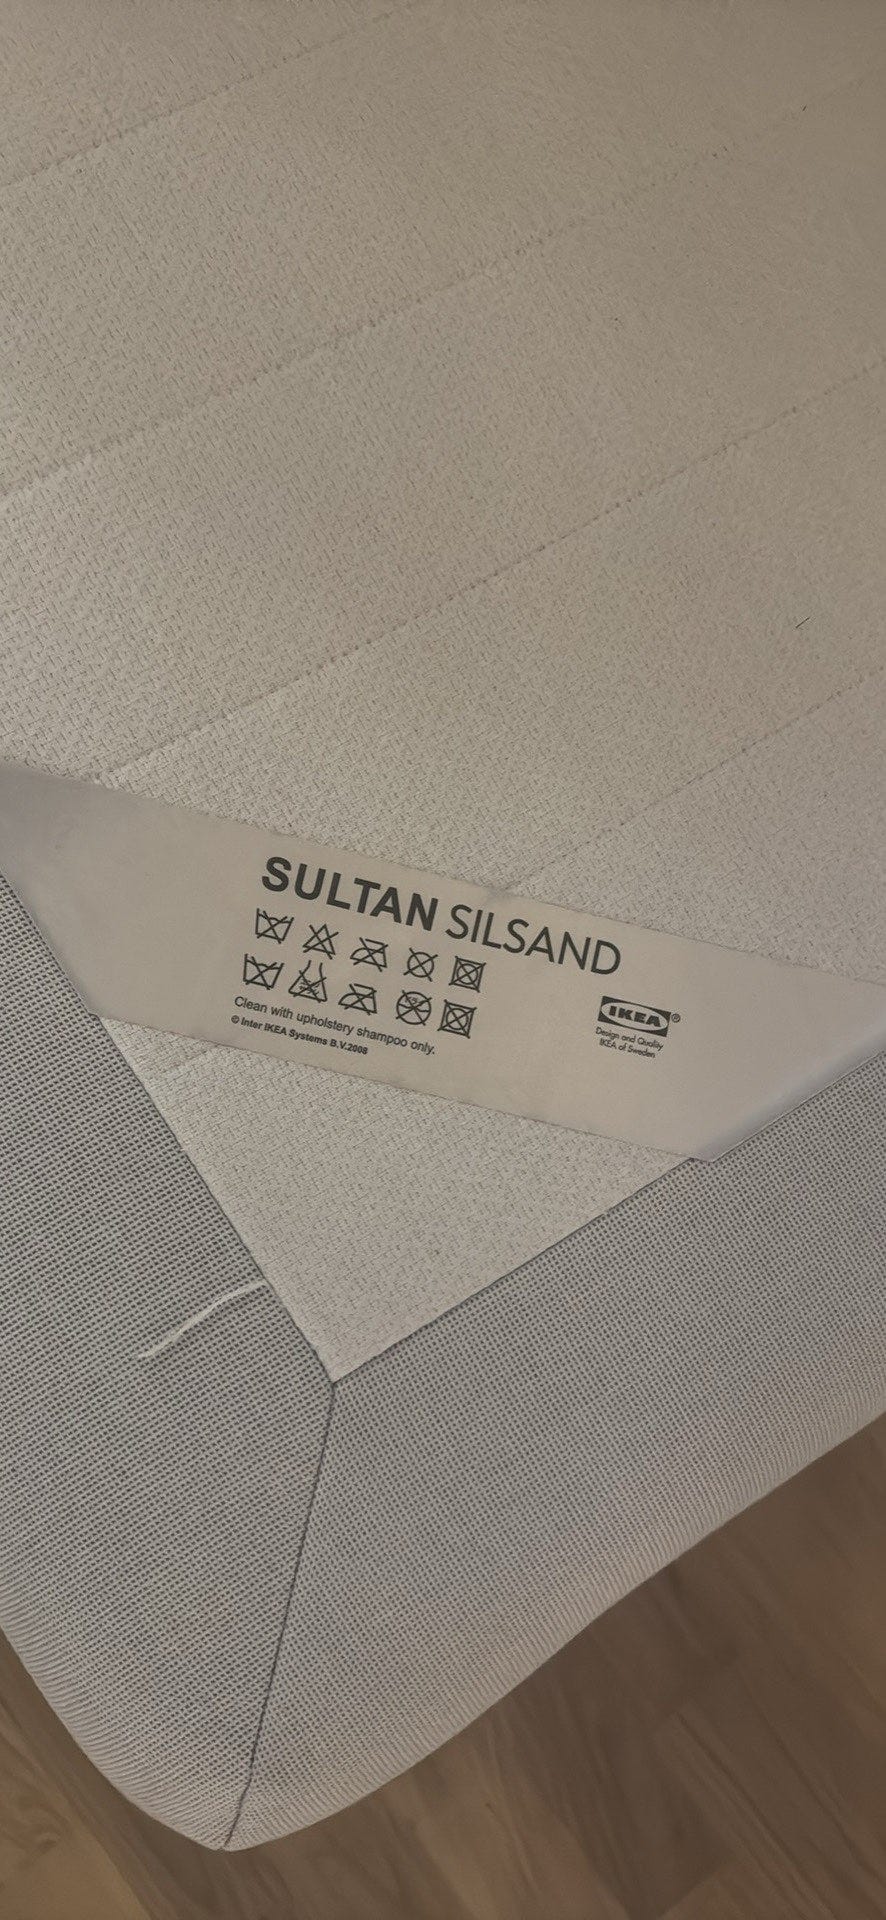 SULTAN SILSAND
Clean with upholstery shampoo only.
© Inter IKEA Systems B.V.2008
IKEA®
Design and Quality
IKEA of Sweden